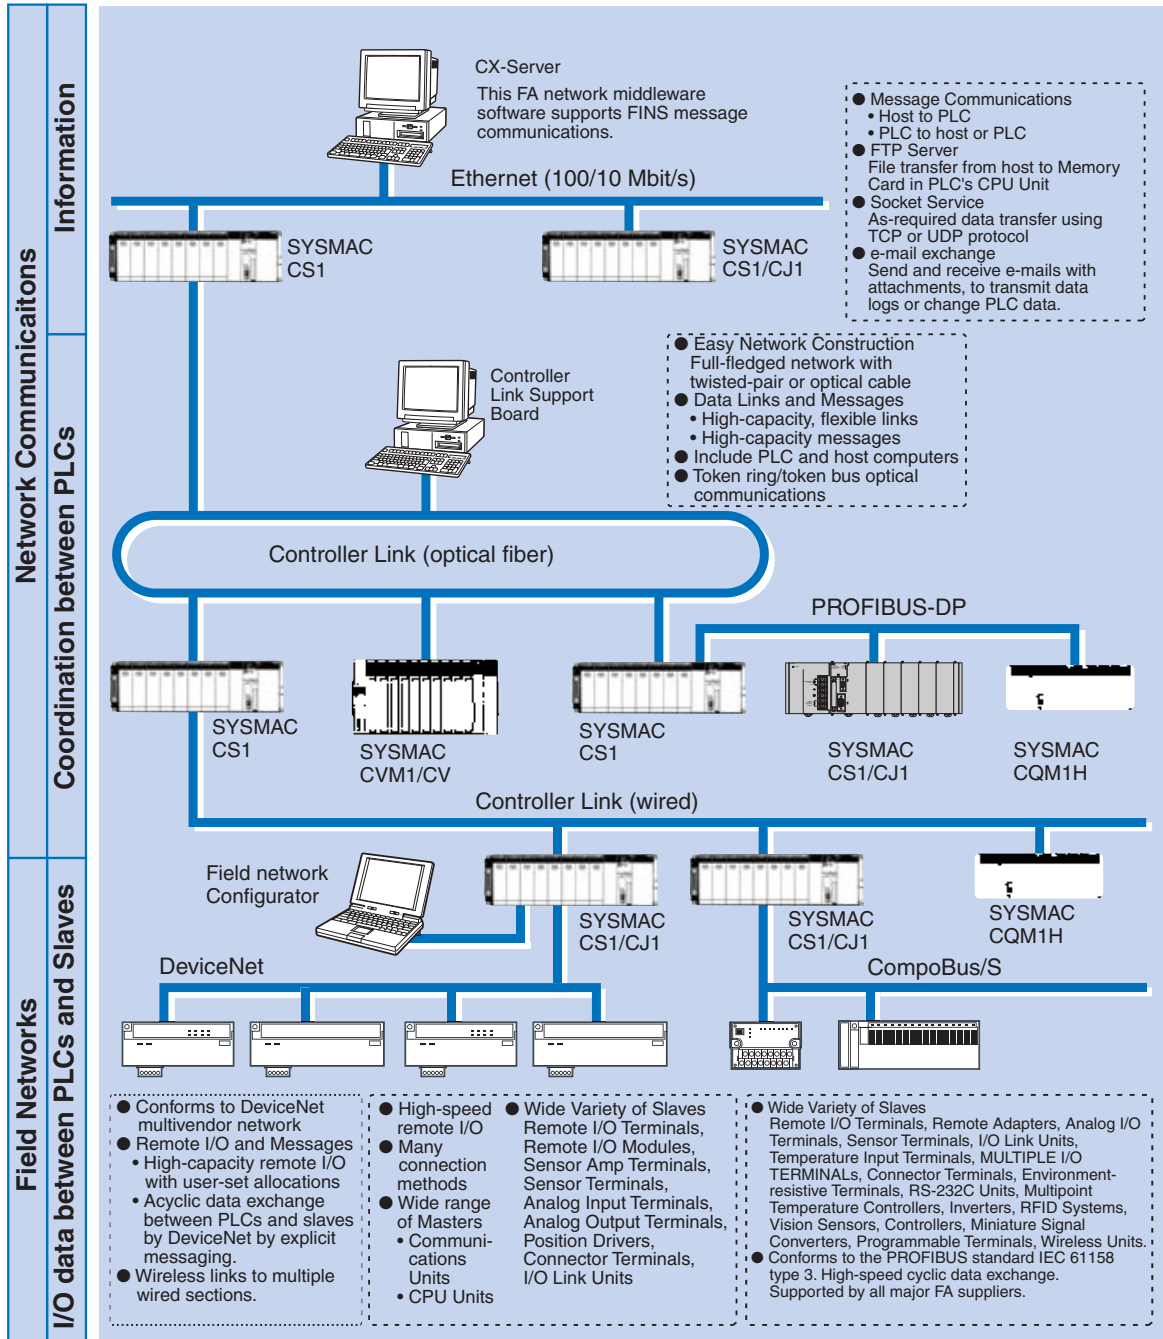 Network Communicaitons
Information
Coordination between PLCs
Field Networks
I/O data between PLCs and Slaves
CX-Server
This FA network middleware
software supports FINS message
communications.
Ethernet (100/10 Mbit/s)
SYSMAC
CS1
SYSMAC
CS1/CJ1
● Message Communications
• Host to PLC
• PLC to host or PLC
● FTP Server
File transfer from host to Memory
Card in PLC's CPU Unit
● Socket Service
As-required data transfer using
TCP or UDP protocol
● e-mail exchange
Send and receive e-mails with
attachments, to transmit data
logs or change PLC data.
Controller
Link Support
Board
● Easy Network Construction
Full-fledged network with
twisted-pair or optical cable
● Data Links and Messages
• High-capacity, flexible links
• High-capacity messages
● Include PLC and host computers
● Token ring/token bus optical
communications
Controller Link (optical fiber)
PROFIBUS-DP
SYSMAC
CS1
SYSMAC
CVM1/CV
SYSMAC
CS1
SYSMAC
CS1/CJ1
SYSMAC
CQM1H
Controller Link (wired)
Field network
Configurator
SYSMAC
CS1/CJ1
SYSMAC
CS1/CJ1
SYSMAC
CQM1H
DeviceNet
CompoBus/S
● Conforms to DeviceNet
multivendor network
● Remote I/O and Messages
• High-capacity remote I/O
with user-set allocations
• Acyclic data exchange
between PLCs and slaves
by DeviceNet by explicit
messaging.
● Wireless links to multiple
wired sections.
● High-speed
remote I/O
● Many
connection
methods
● Wide range
of Masters
• Communi-
cations
Units
• CPU Units
● Wide Variety of Slaves
Remote I/O Terminals,
Remote I/O Modules,
Sensor Amp Terminals,
Sensor Terminals,
Analog Input Terminals,
Analog Output Terminals,
Position Drivers,
Connector Terminals,
I/O Link Units
● Wide Variety of Slaves
Remote I/O Terminals, Remote Adapters, Analog I/O
Terminals, Sensor Terminals, I/O Link Units,
Temperature Input Terminals, MULTIPLE I/O
TERMINALs, Connector Terminals, Environment-
resistive Terminals, RS-232C Units, Multipoint
Temperature Controllers, Inverters, RFID Systems,
Vision Sensors, Controllers, Miniature Signal
Converters, Programmable Terminals, Wireless Units.
● Conforms to the PROFIBUS standard IEC 61158
type 3. High-speed cyclic data exchange.
Supported by all major FA suppliers.